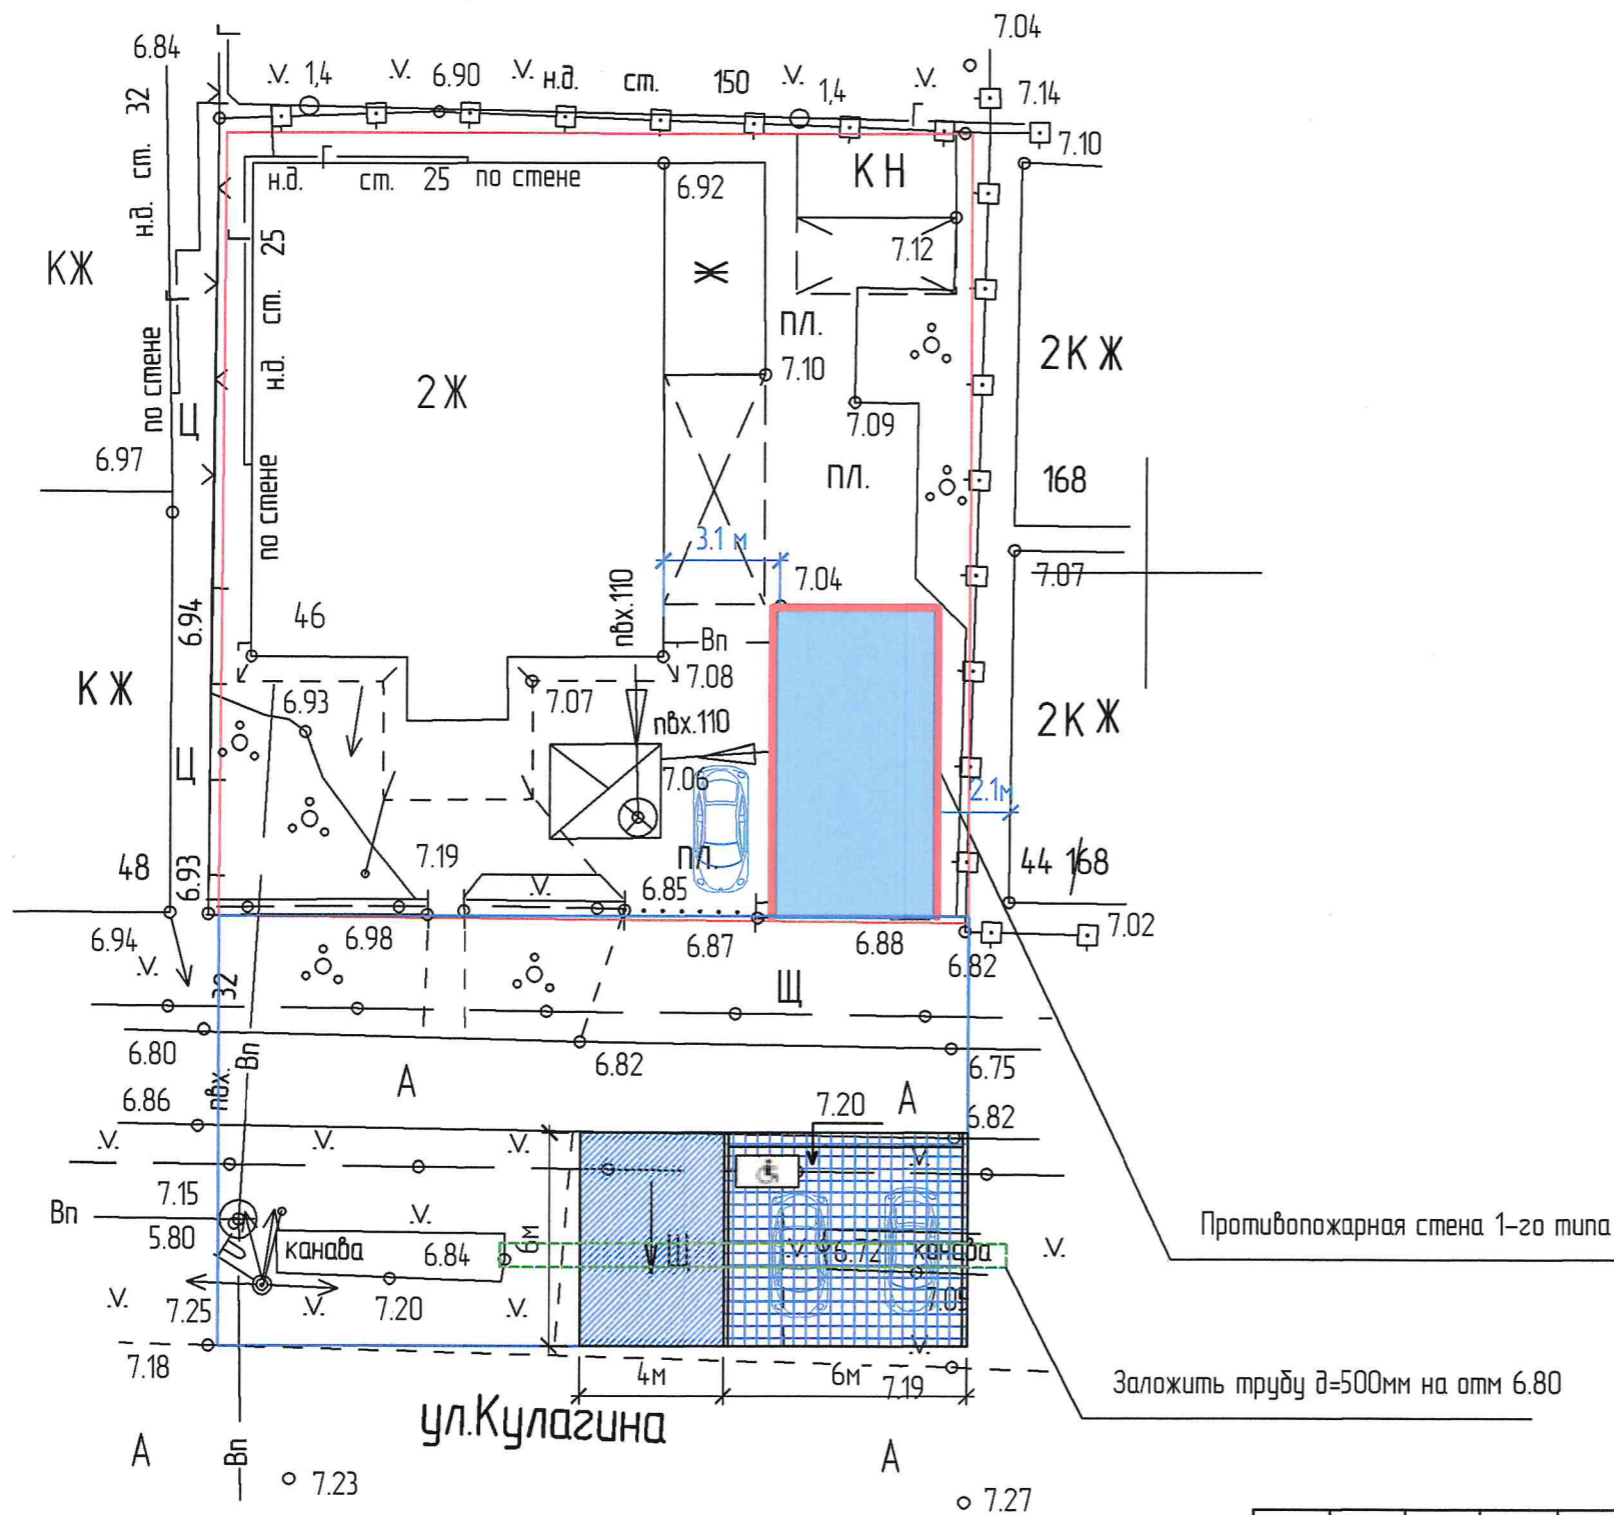 7.04
6.84
.V. 1,4 .V. 6.90 .V. н.д. ст. 150 .V. 1,4 .V.
7.14
7.10
32
н.д. ст.
н.д. ст. 25 по стене
6.92
КН
7.12
КЖ
25
н.д. ст.
по стене
Ж
ПЛ.
2КЖ
7.10
2Ж
7.09
по стене
Ц
6.97
ПЛ.
168
3.1 м
7.04
7.07
6.94
46
пвх.110
Вп
КЖ
6.93
7.07
7.08
2КЖ
пвх.110
Ц
7.06
2.1м
48
6.93
7.19
ПЛ.
44 168
.V.
6.85
6.94
6.98
6.87
6.88
6.82
7.02
.V.
32
Щ
6.80
Вп
6.82
6.75
пвх.
А
А
6.86
7.20
6.82
.V. .V. .V. .V.
7.15
Вп
5.80
.V.
канава 6.84
6м
Щ
.V. 6.72 канава .V.
Противопожарная стена 1-го типа
.V. 7.25 .V. 7.20 .V.
7.05
.V.
7.18
4м
6м
7.19
Заложить трубу д=500мм на отм 6.80
ул.Кулагина
А
Вп
А
7.23
7.27